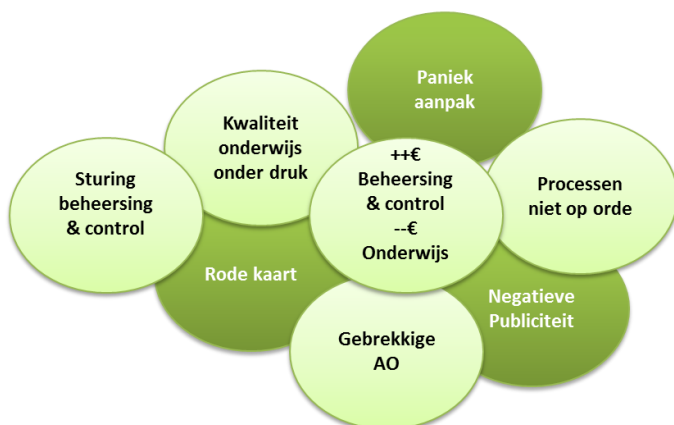 Paniek
aanpak
Kwaliteit
onderwijs
onder druk
++€
Beheersing
& control
--€
Onderwijs
Processen
niet op orde
Sturing
beheersing
& control
Rode kaart
Negatieve
Publiciteit
Gebrekkige
AO